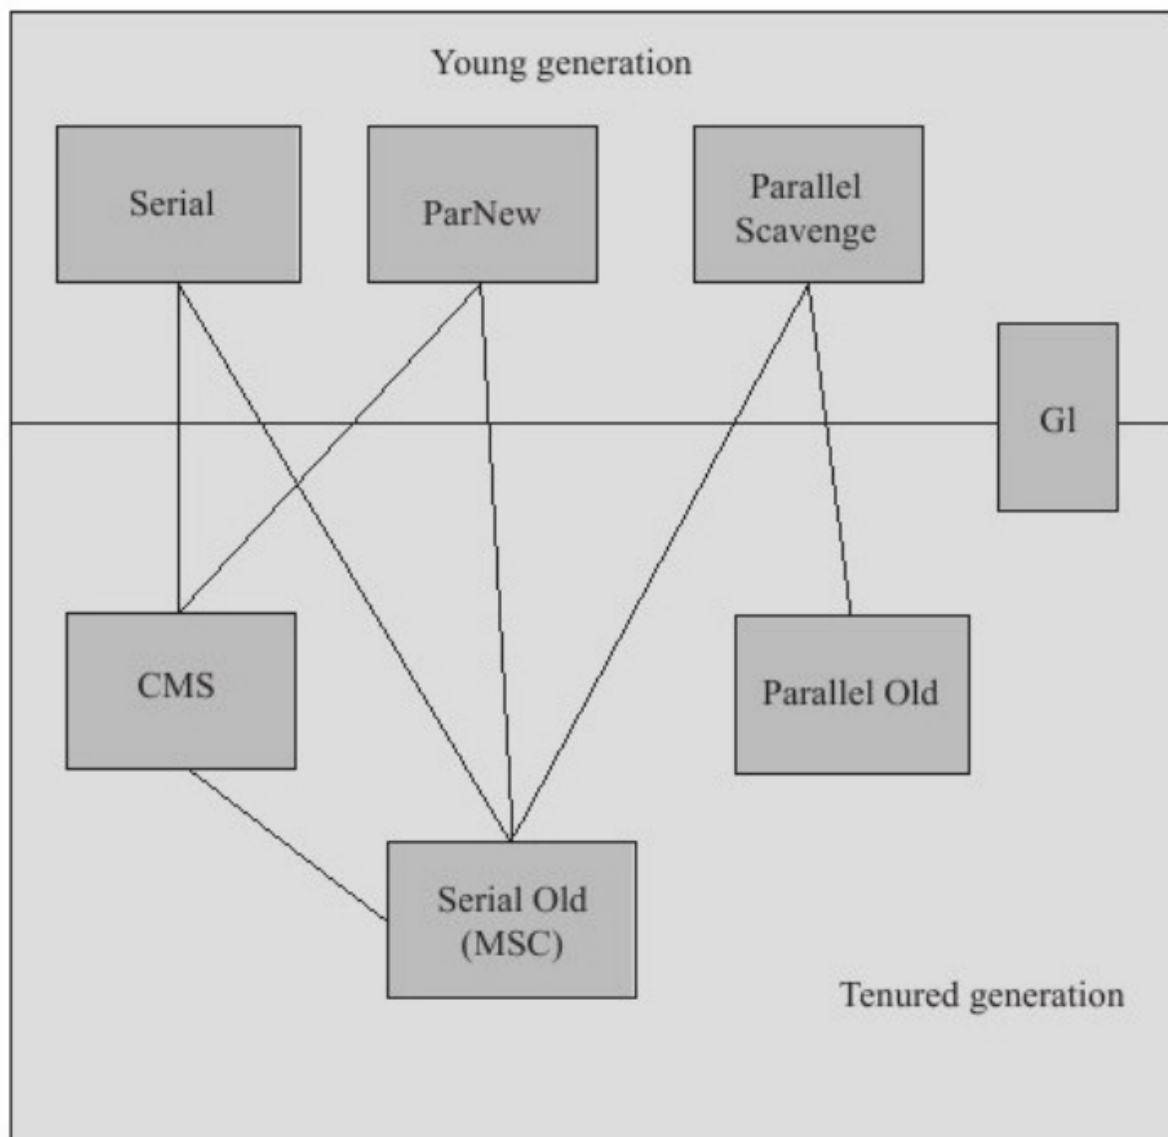 Young generation
Serial
ParNew
Parallel
Scavenge
Gl
CMS
Parallel Old
Serial Old
(MSC)
Tenured generation